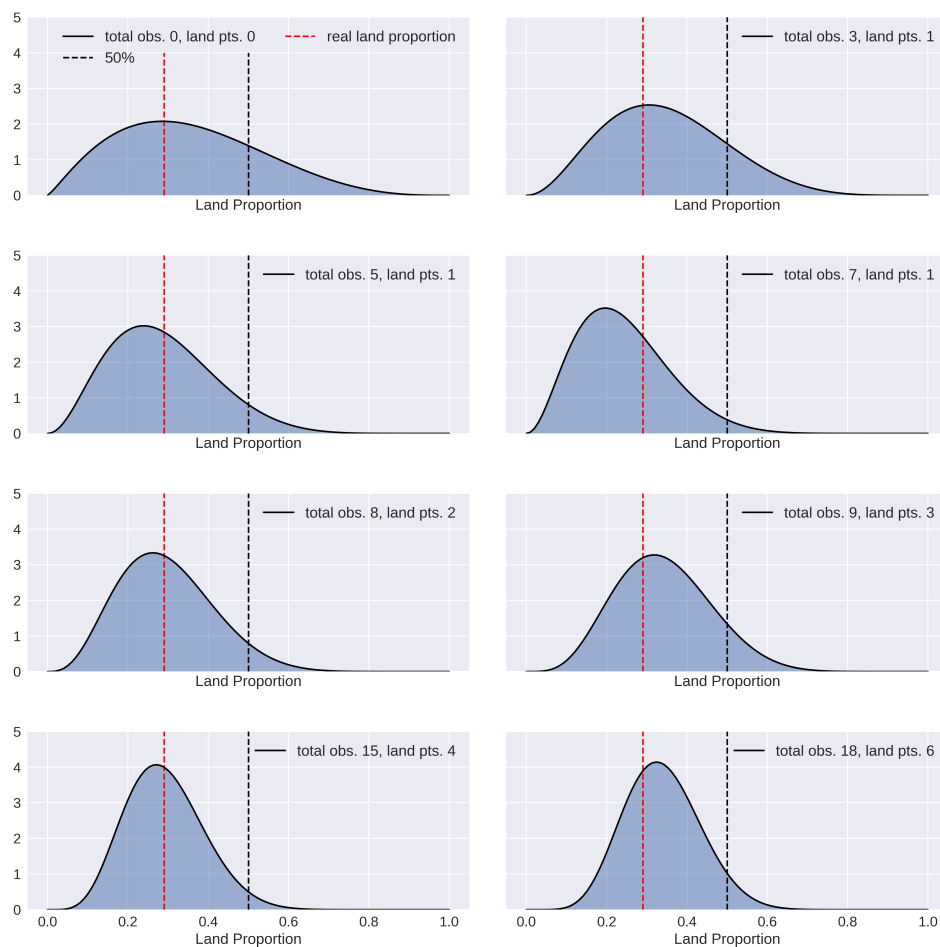 5
4
3
2
1
0
total obs. 0, land pts. 0
real land proportion
50%
Land Proportion
total obs. 3, land pts. 1
Land Proportion
5
4
3
2
1
0
total obs. 5, land pts. 1
Land Proportion
total obs. 7, land pts. 1
Land Proportion
5
4
3
2
1
0
total obs. 8, land pts. 2
Land Proportion
total obs. 9, land pts. 3
Land Proportion
5
4
3
2
1
0
total obs. 15, land pts. 4
0.0 0.2 0.4 0.6 0.8 1.0
Land Proportion
total obs. 18, land pts. 6
0.0 0.2 0.4 0.6 0.8 1.0
Land Proportion